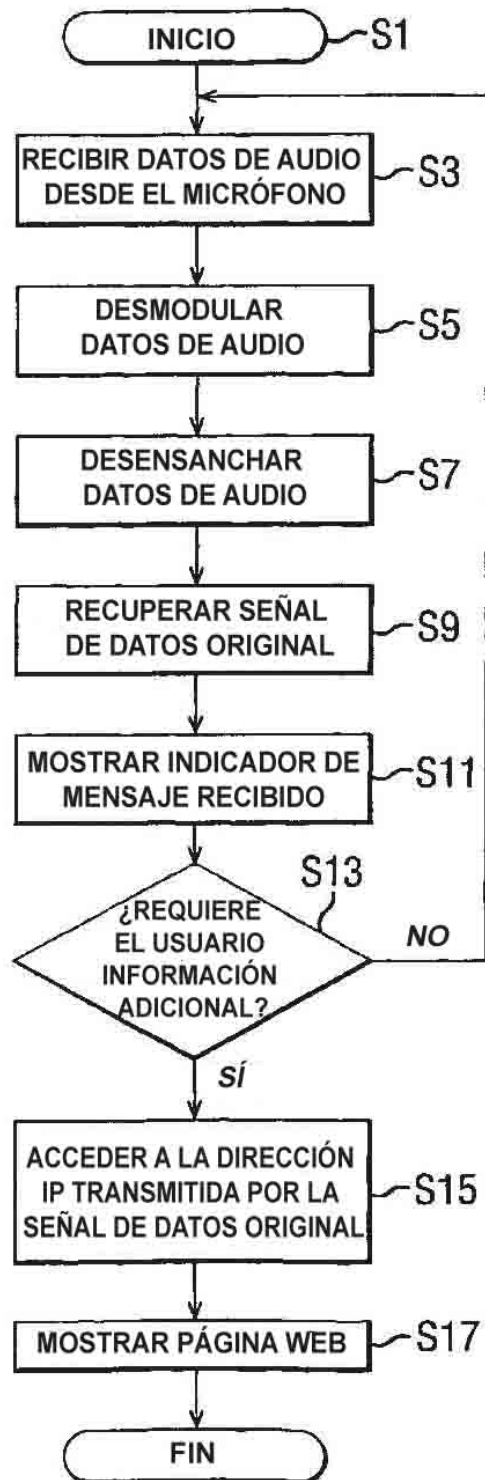 INICIO
S1
RECIBIR DATOS DE AUDIO
DESDE EL MICRÓFONO
S3
DESMODULAR
DATOS DE AUDIO
S5
DESENSANCHAR
DATOS DE AUDIO
S7
RECUPERAR SEÑAL
DE DATOS ORIGINAL
S9
MOSTRAR INDICADOR DE
MENSAJE RECIBIDO
S11
S13
¿REQUIERE
EL USUARIO
INFORMACIÓN
ADICIONAL?
NO
SÍ
ACCEDER A LA DIRECCIÓN
IP TRANSMITIDA POR LA
SEÑAL DE DATOS ORIGINAL
S15
MOSTRAR PÁGINA WEB
S17
FIN